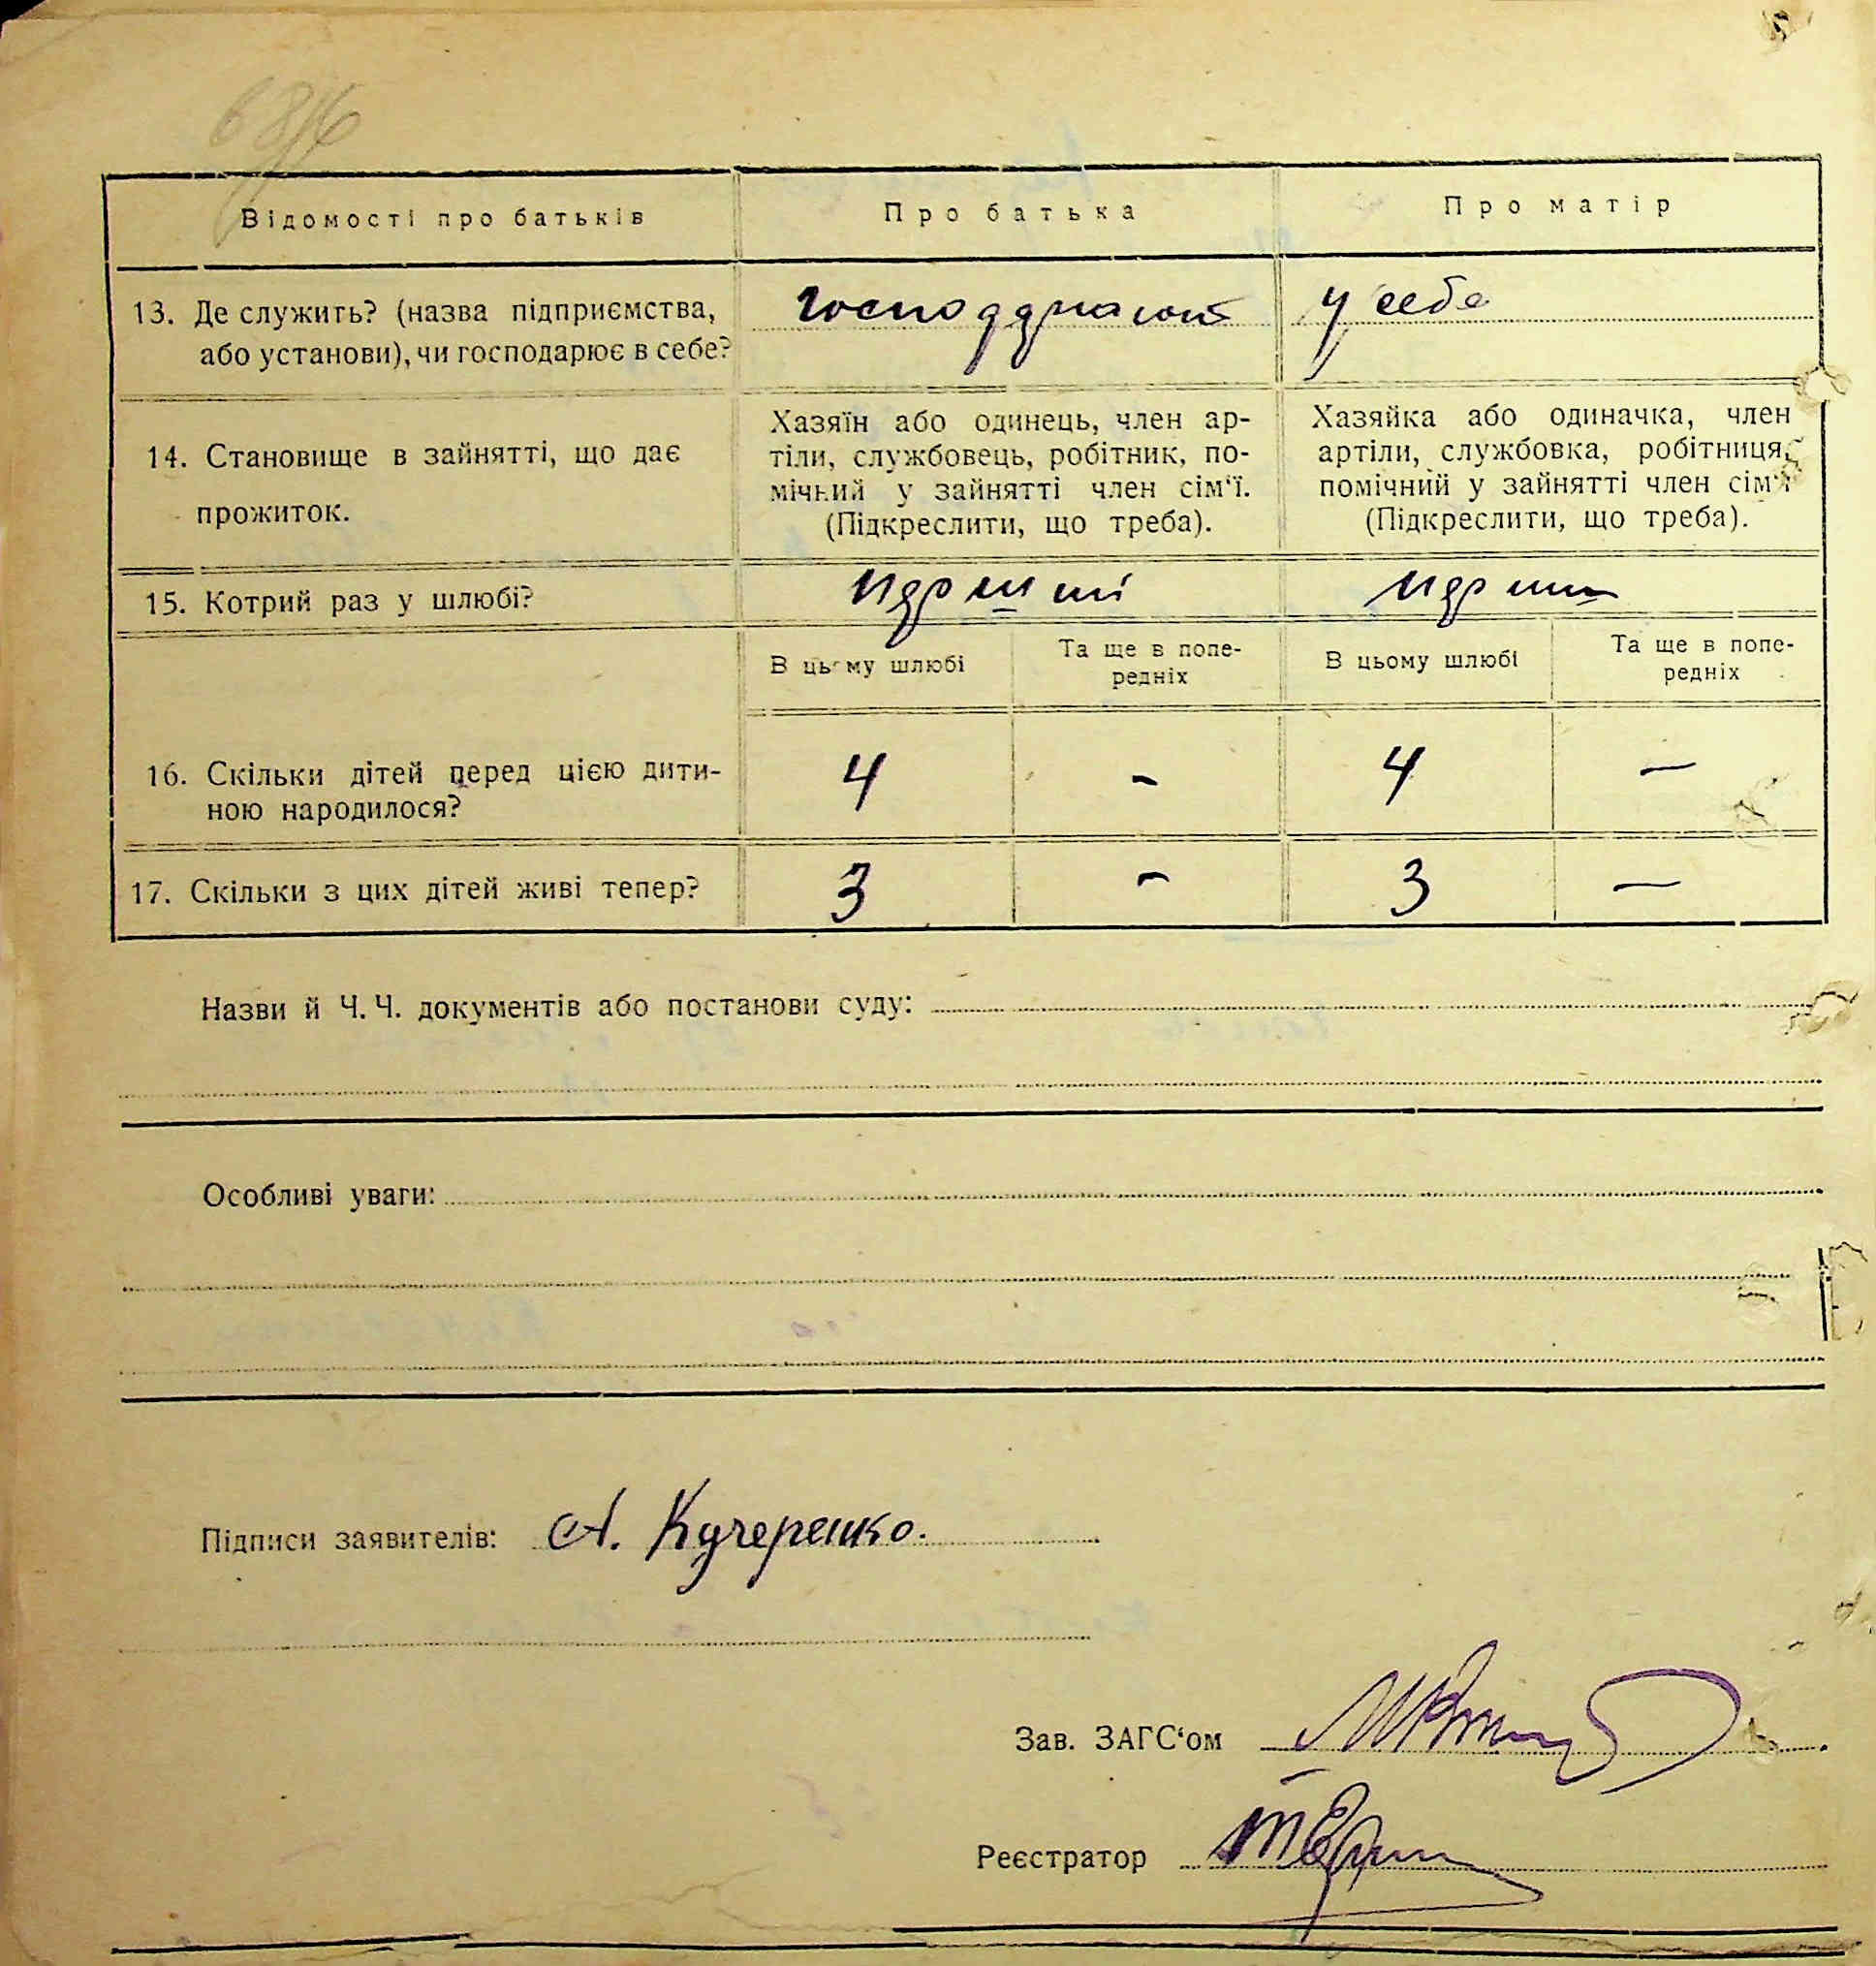 Відомості про батьків
Про батька
Про матір
13. Де служить? (назва підприємства,
або установи), чи господарює в себе?
господарюют
у себе
14. Становище в зайнятті, що дає
прожиток.
Хазяїн або одинець, член ар-
тіли, службовець, робітник, по-
мічний у зайнятті член сім‘ї.
(Підкреслити, що треба).
Хазяйка або одиначка, член
артіли, службовка, робітниця,
помічний у зайнятті член сім‘ї
(Підкреслити, що треба).
15. Котрий раз у шлюбі?
перший
перш
В цьому шлюбі
Та ще в попе-
редніх
В цьому шлюбі
Та ще в попе-
редніх
16. Скільки дітей перед цією дити-
ною народилося?
4
-
4
—
17. Скільки з цих дітей живі тепер?
3
-
3
—
Назви й Ч. Ч. документів або постанови суду:
Особливі уваги:
Підписи заявителів: А. Кучеренко.
Зав. ЗАГС‘ом
Реєстратор